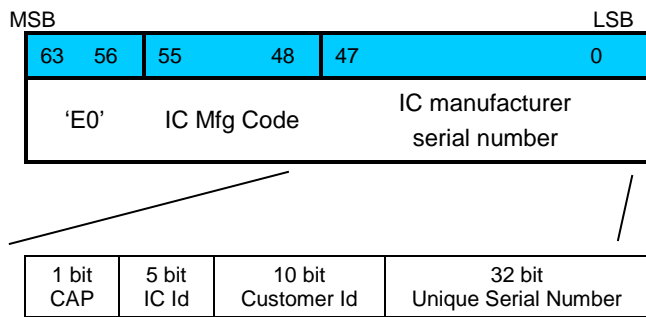 MSB LSB
63 56 55 48 47 0
‘E0’ IC Mfg Code IC manufacturer
serial number
1 bit 5 bit 10 bit 32 bit
CAP IC Id Customer Id Unique Serial Number